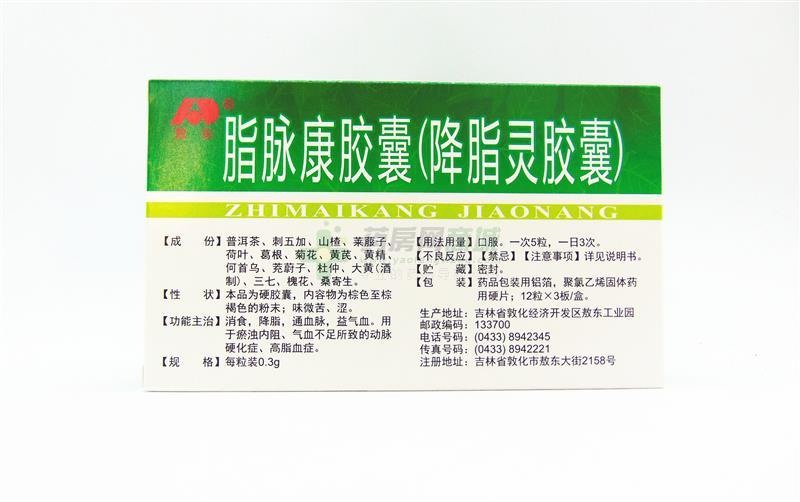 脂脉康胶囊(降脂灵胶囊)
ZHIMAIKANG JIAONANG
【成 份】普洱茶、刺五加、山楂、莱菔子、
荷叶、葛根、菊花、黄芪、黄精、
何首乌、茺蔚子、杜仲、大黄(酒
制)、三七、槐花、桑寄生。
【性 状】本品为硬胶囊，内容物为棕色至棕
褐色的粉末；味微苦、涩。
【功能主治】消食，降脂，通血脉，益气血。用
于瘀浊内阻、气血不足所致的动脉
硬化症、高脂血症。
【规 格】每粒装0.3g
【用法用量】口服。一次5粒，一日3次。
【不良反应】【禁忌】【注意事项】详见说明书。
【贮 藏】密封。
【包 装】药品包装用铝箔，聚氯乙烯固体药
用硬片；12粒×3板/盒。
生产地址：吉林省敦化经济开发区敖东工业园
邮政编码：133700
电话号码：(0433) 8942345
传真号码：(0433) 8942221
注册地址：吉林省敦化市敖东大街2158号
药房网商城